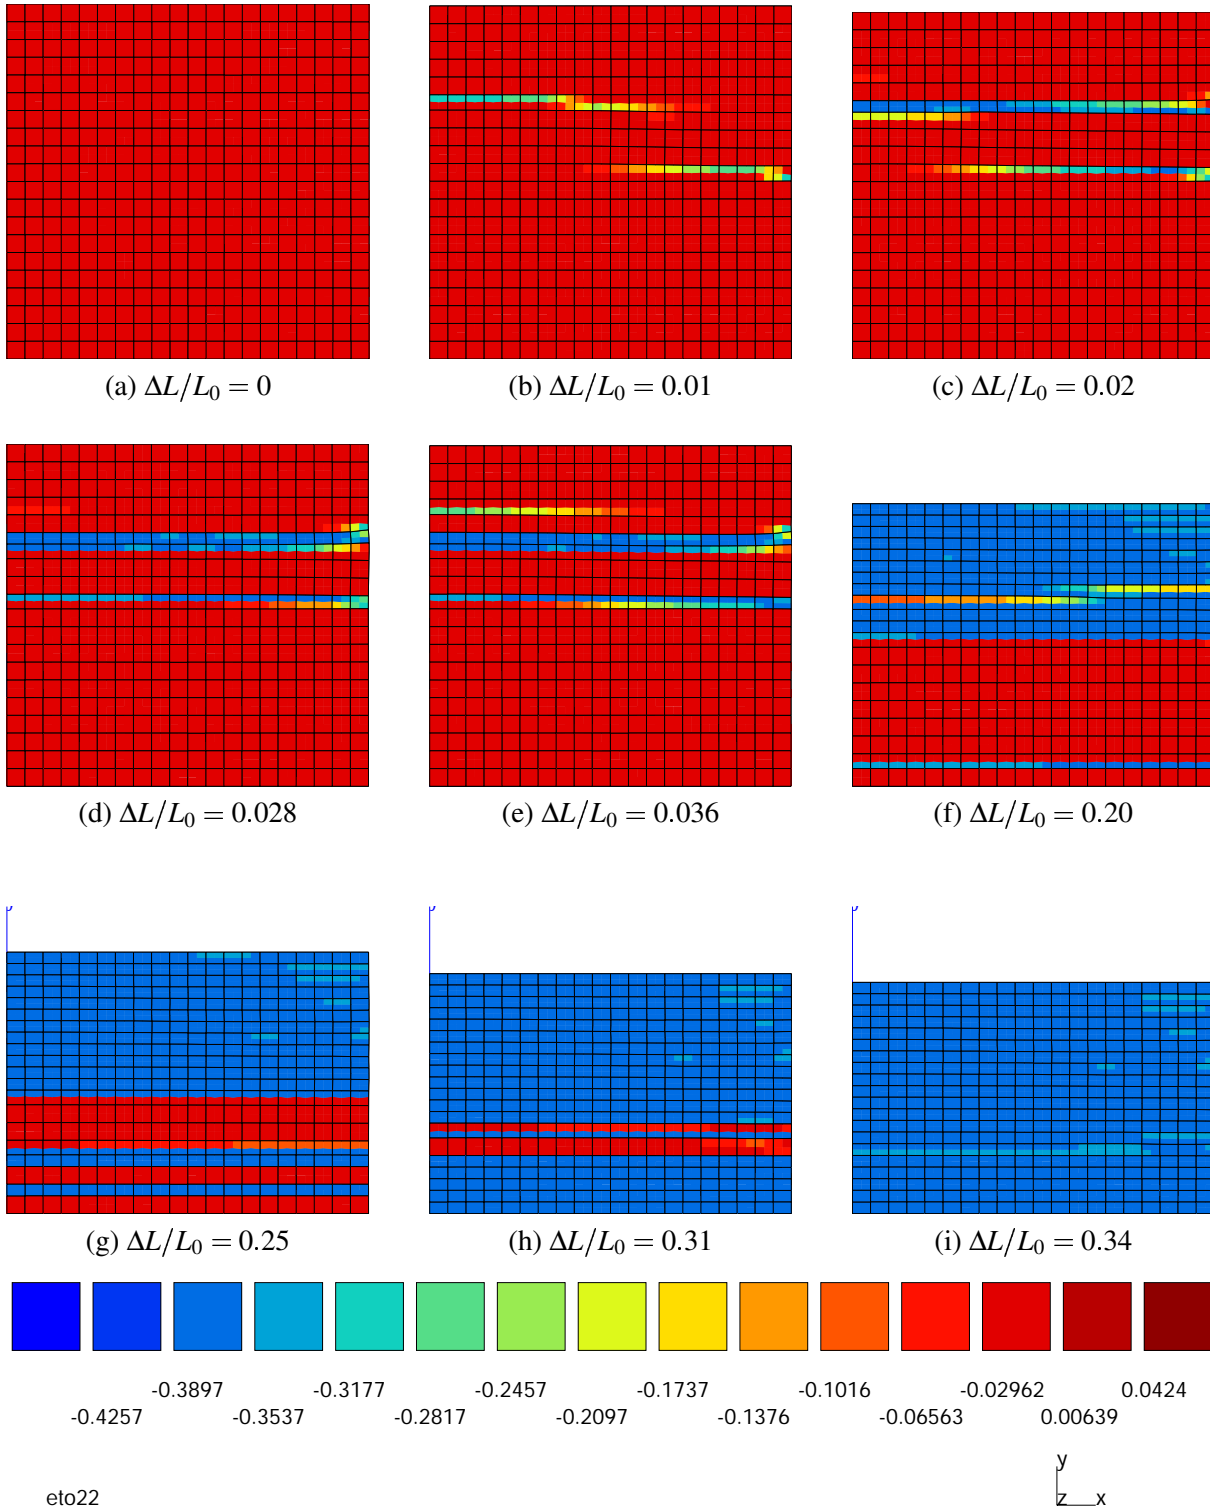 (a) ΔL/L₀ = 0
(b) ΔL/L₀ = 0.01
(c) ΔL/L₀ = 0.02
(d) ΔL/L₀ = 0.028
(e) ΔL/L₀ = 0.036
(f) ΔL/L₀ = 0.20
(g) ΔL/L₀ = 0.25
(h) ΔL/L₀ = 0.31
(i) ΔL/L₀ = 0.34
-0.3897 -0.3177 -0.2457 -0.1737 -0.1016 -0.02962 0.0424
-0.4257 -0.3537 -0.2817 -0.2097 -0.1376 -0.06563 0.00639
y
z x
eto22